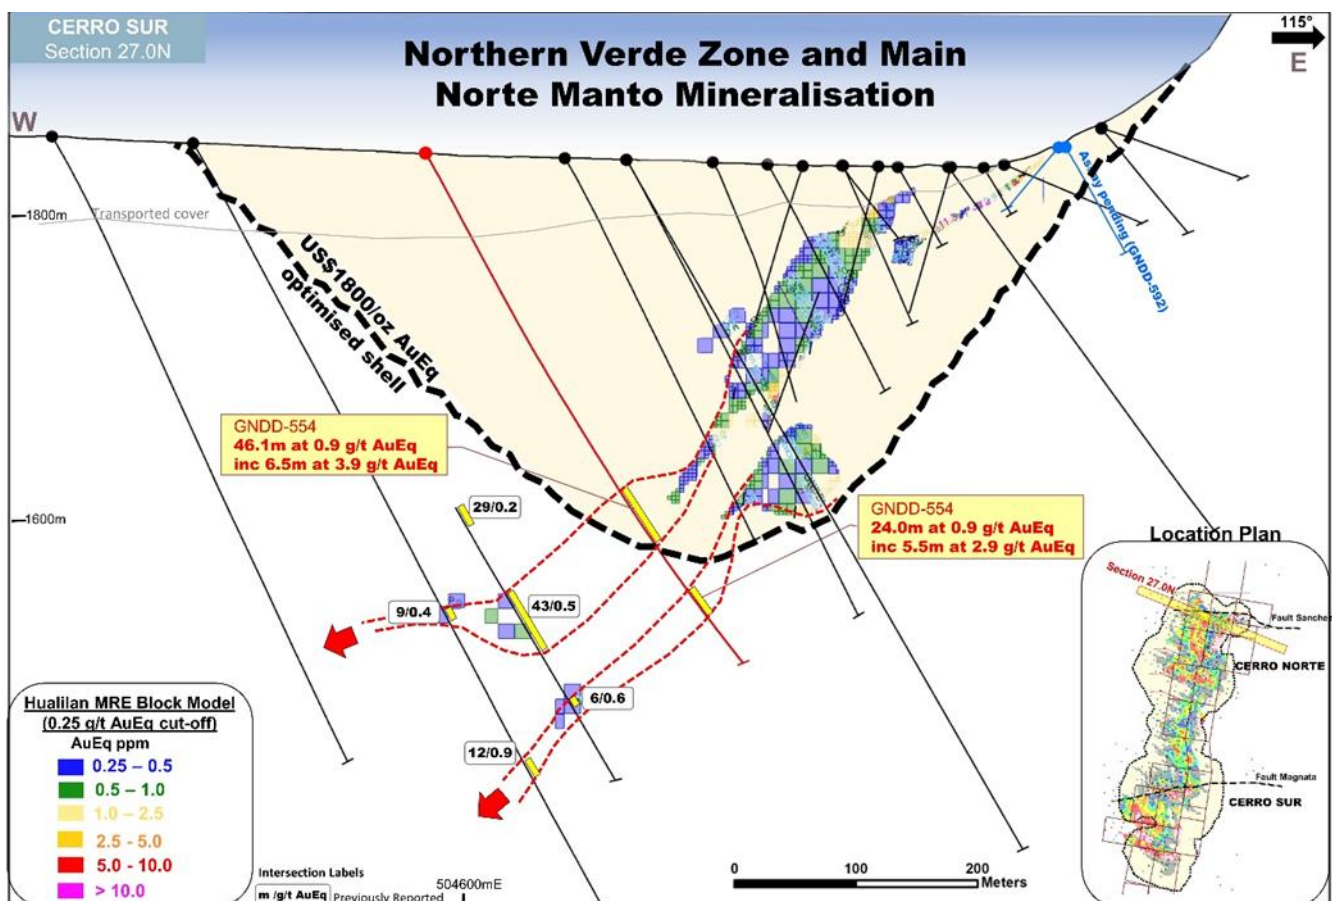 CERRO SUR
Section 27.0N
Northern Verde Zone and Main
Norte Manto Mineralisation
115°
E
W
1800m
Transported cover
US$1800/oz AuEq
optimised shell
Assay pending (GNDD-592)
GNDD-554
46.1m at 0.9 g/t AuEq
inc 6.5m at 3.9 g/t AuEq
1600m
29/0.2
GNDD-554
24.0m at 0.9 g/t AuEq
inc 5.5m at 2.9 g/t AuEq
9/0.4
43/0.5
6/0.6
12/0.9
Location Plan
Section 27.0N
Fault Sanchez
CERRO NORTE
Fault Magnata
CERRO SUR
Hualilan MRE Block Model
(0.25 g/t AuEq cut-off)
AuEq ppm
0.25 – 0.5
0.5 – 1.0
1.0 – 2.5
2.5 - 5.0
5.0 - 10.0
> 10.0
Intersection Labels
m /g/t AuEq Previously Reported
504600mE
0 100 200
Meters